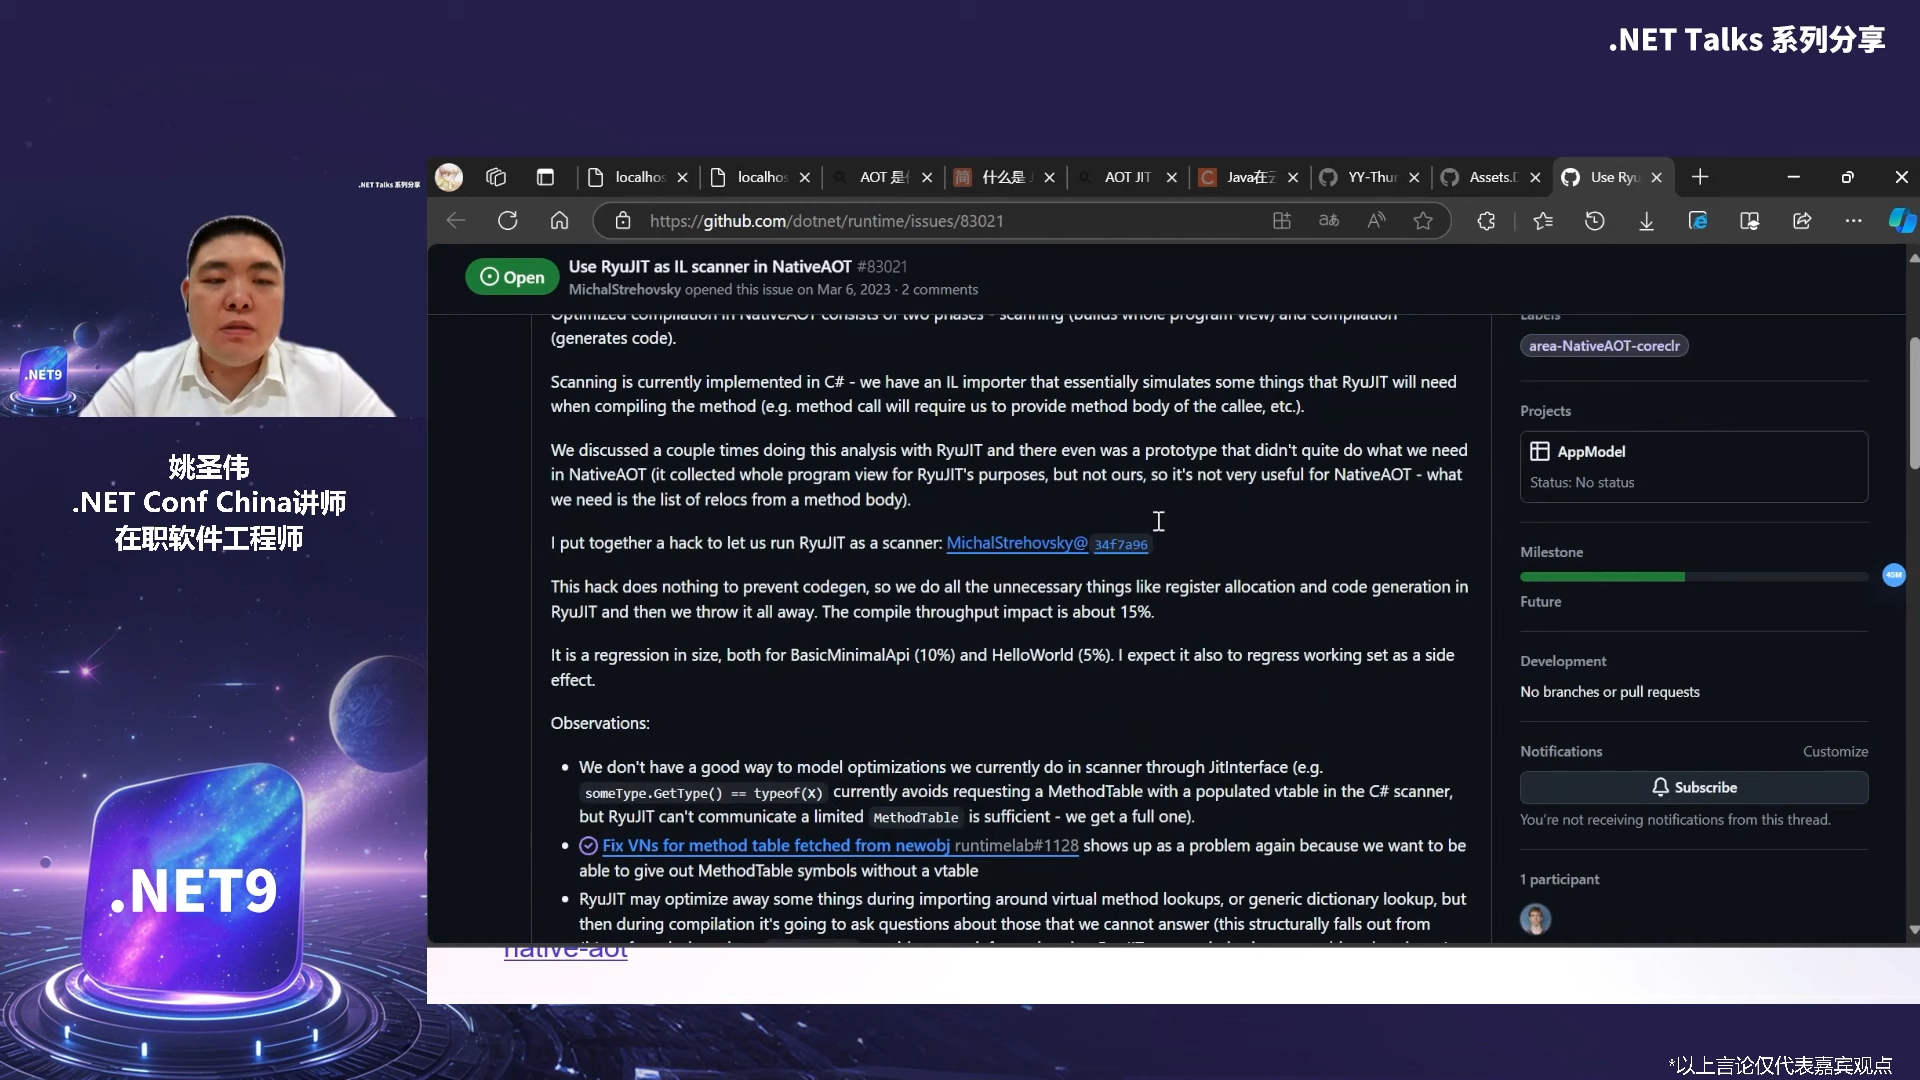 .NET Talks 系列分享
.NET Talks 系列分享
.NET9
姚圣伟
.NET Conf China讲师
在职软件工程师
.NET9
localhos
localhos
AOT 是
什么是
AOT JIT
Java在
YY-Thu
Assets.D
Use Ryu
https://github.com/dotnet/runtime/issues/83021
Open
Use RyuJIT as IL scanner in NativeAOT #83021
MichalStrehovsky opened this issue on Mar 6, 2023 · 2 comments
Optimized compilation in NativeAOT consists of two phases - scanning (builds whole program view) and compilation
(generates code).
Scanning is currently implemented in C# - we have an IL importer that essentially simulates some things that RyuJIT will need
when compiling the method (e.g. method call will require us to provide method body of the callee, etc.).
We discussed a couple times doing this analysis with RyuJIT and there even was a prototype that didn't quite do what we need
in NativeAOT (it collected whole program view for RyuJIT's purposes, but not ours, so it's not very useful for NativeAOT - what
we need is the list of relocs from a method body).
I put together a hack to let us run RyuJIT as a scanner: MichalStrehovsky@ 34f7a96
This hack does nothing to prevent codegen, so we do all the unnecessary things like register allocation and code generation in
RyuJIT and then we throw it all away. The compile throughput impact is about 15%.
It is a regression in size, both for BasicMinimalApi (10%) and HelloWorld (5%). I expect it also to regress working set as a side
effect.
Observations:
• We don't have a good way to model optimizations we currently do in scanner through JitInterface (e.g.
someType.GetType() == typeof(X) currently avoids requesting a MethodTable with a populated vtable in the C# scanner,
but RyuJIT can't communicate a limited MethodTable is sufficient - we get a full one).
• Fix VNs for method table fetched from newobj runtimelab#1128 shows up as a problem again because we want to be
able to give out MethodTable symbols without a vtable
• RyuJIT may optimize away some things during importing around virtual method lookups, or generic dictionary lookup, but
then during compilation it's going to ask questions about those that we cannot answer (this structurally falls out from
Labels
area-NativeAOT-coreclr
Projects
AppModel
Status: No status
Milestone
Future
Development
No branches or pull requests
Notifications Customize
Subscribe
You're not receiving notifications from this thread.
1 participant
45M
native-aot
*以上言论仅代表嘉宾观点